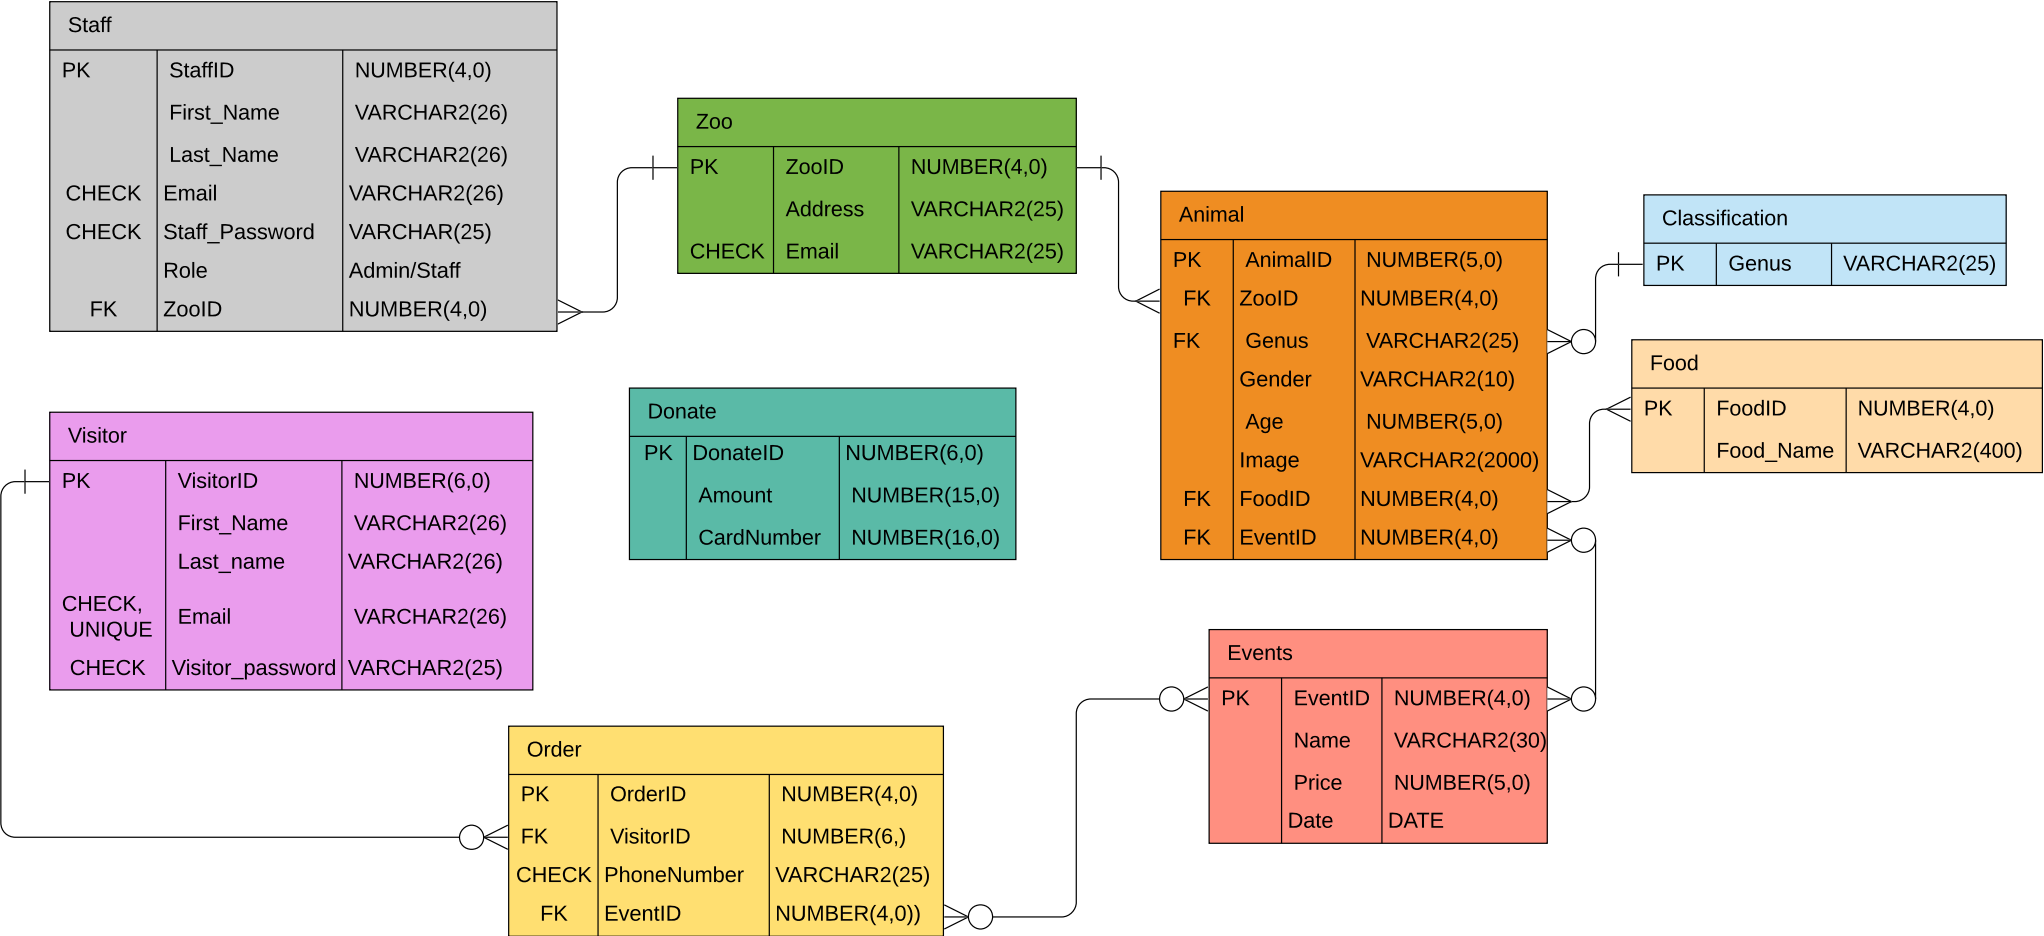 Staff
PK StaffID NUMBER(4,0)
First_Name VARCHAR2(26)
Last_Name VARCHAR2(26)
CHECK Email VARCHAR2(26)
CHECK Staff_Password VARCHAR(25)
Role Admin/Staff
FK ZooID NUMBER(4,0)
Zoo
PK ZooID NUMBER(4,0)
Address VARCHAR2(25)
CHECK Email VARCHAR2(25)
Animal
PK AnimalID NUMBER(5,0)
FK ZooID NUMBER(4,0)
FK Genus VARCHAR2(25)
Gender VARCHAR2(10)
Age NUMBER(5,0)
Image VARCHAR2(2000)
FK FoodID NUMBER(4,0)
FK EventID NUMBER(4,0)
Classification
PK Genus VARCHAR2(25)
Food
PK FoodID NUMBER(4,0)
Food_Name VARCHAR2(400)
Visitor
PK VisitorID NUMBER(6,0)
First_Name VARCHAR2(26)
Last_name VARCHAR2(26)
CHECK,
UNIQUE Email VARCHAR2(26)
CHECK Visitor_password VARCHAR2(25)
Donate
PK DonateID NUMBER(6,0)
Amount NUMBER(15,0)
CardNumber NUMBER(16,0)
Order
PK OrderID NUMBER(4,0)
FK VisitorID NUMBER(6,)
CHECK PhoneNumber VARCHAR2(25)
FK EventID NUMBER(4,0))
Events
PK EventID NUMBER(4,0)
Name VARCHAR2(30)
Price NUMBER(5,0)
Date DATE